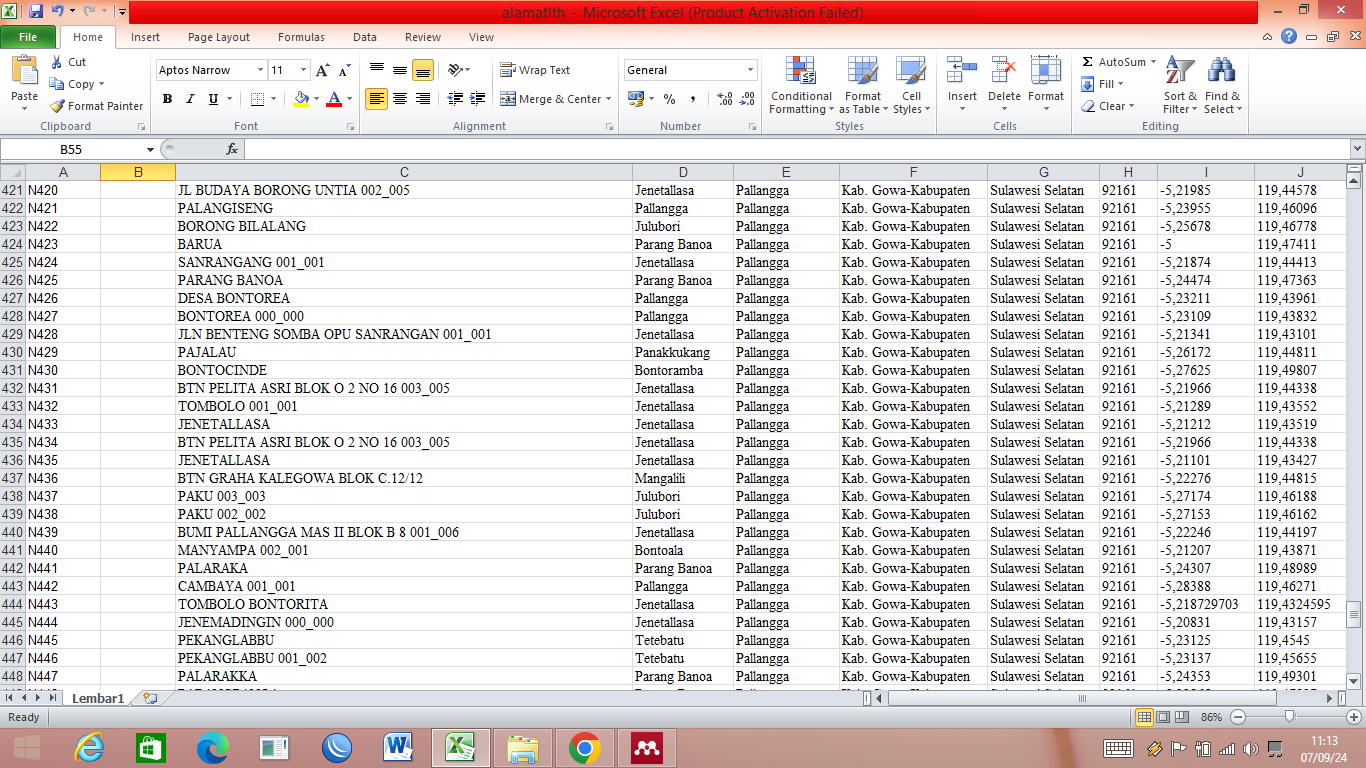 alamatlth - Microsoft Excel (Product Activation Failed)
File Home Insert Page Layout Formulas Data Review View
Paste Cut Copy Format Painter Clipboard
Aptos Narrow 11 B I U Font
Wrap Text Merge & Center Alignment
General % , Number
Conditional Formatting Format as Table Cell Styles Styles
Insert Delete Format Cells
Σ AutoSum Fill Clear Sort & Filter Find & Select Editing
B55 fx
A B C D E F G H I J
421 N420 JL BUDAYA BORONG UNTIA 002_005 Jenetallasa Pallangga Kab. Gowa-Kabupaten Sulawesi Selatan 92161 -5,21985 119,44578
422 N421 PALANGISENG Pallangga Pallangga Kab. Gowa-Kabupaten Sulawesi Selatan 92161 -5,23955 119,46096
423 N422 BORONG BILALANG Julubori Pallangga Kab. Gowa-Kabupaten Sulawesi Selatan 92161 -5,25678 119,46778
424 N423 BARUA Parang Banoa Pallangga Kab. Gowa-Kabupaten Sulawesi Selatan 92161 -5 119,47411
425 N424 SANRANGANG 001_001 Jenetallasa Pallangga Kab. Gowa-Kabupaten Sulawesi Selatan 92161 -5,21874 119,44413
426 N425 PARANG BANOA Parang Banoa Pallangga Kab. Gowa-Kabupaten Sulawesi Selatan 92161 -5,24474 119,47363
427 N426 DESA BONTOREA Pallangga Pallangga Kab. Gowa-Kabupaten Sulawesi Selatan 92161 -5,23211 119,43961
428 N427 BONTOREA 000_000 Pallangga Pallangga Kab. Gowa-Kabupaten Sulawesi Selatan 92161 -5,23109 119,43832
429 N428 JLN BENTENG SOMBA OPU SANRANGAN 001_001 Jenetallasa Pallangga Kab. Gowa-Kabupaten Sulawesi Selatan 92161 -5,21341 119,43101
430 N429 PAJALAU Panakkukang Pallangga Kab. Gowa-Kabupaten Sulawesi Selatan 92161 -5,26172 119,44811
431 N430 BONTOCINDE Bontoramba Pallangga Kab. Gowa-Kabupaten Sulawesi Selatan 92161 -5,27625 119,49807
432 N431 BTN PELITA ASRI BLOK O 2 NO 16 003_005 Jenetallasa Pallangga Kab. Gowa-Kabupaten Sulawesi Selatan 92161 -5,21966 119,44338
433 N432 TOMBOLO 001_001 Jenetallasa Pallangga Kab. Gowa-Kabupaten Sulawesi Selatan 92161 -5,21289 119,43552
434 N433 JENETALLASA Jenetallasa Pallangga Kab. Gowa-Kabupaten Sulawesi Selatan 92161 -5,21212 119,43519
435 N434 BTN PELITA ASRI BLOK O 2 NO 16 003_005 Jenetallasa Pallangga Kab. Gowa-Kabupaten Sulawesi Selatan 92161 -5,21966 119,44338
436 N435 JENETALLASA Jenetallasa Pallangga Kab. Gowa-Kabupaten Sulawesi Selatan 92161 -5,21101 119,43427
437 N436 BTN GRAHA KALEGOWA BLOK C.12/12 Mangalili Pallangga Kab. Gowa-Kabupaten Sulawesi Selatan 92161 -5,22276 119,44815
438 N437 PAKU 003_003 Julubori Pallangga Kab. Gowa-Kabupaten Sulawesi Selatan 92161 -5,27174 119,46188
439 N438 PAKU 002_002 Julubori Pallangga Kab. Gowa-Kabupaten Sulawesi Selatan 92161 -5,27153 119,46162
440 N439 BUMI PALLANGGA MAS II BLOK B 8 001_006 Jenetallasa Pallangga Kab. Gowa-Kabupaten Sulawesi Selatan 92161 -5,22246 119,44197
441 N440 MANYAMPA 002_001 Bontoala Pallangga Kab. Gowa-Kabupaten Sulawesi Selatan 92161 -5,21207 119,43871
442 N441 PALARAKA Parang Banoa Pallangga Kab. Gowa-Kabupaten Sulawesi Selatan 92161 -5,24307 119,48989
443 N442 CAMBAYA 001_001 Pallangga Pallangga Kab. Gowa-Kabupaten Sulawesi Selatan 92161 -5,28388 119,46271
444 N443 TOMBOLO BONTORITA Jenetallasa Pallangga Kab. Gowa-Kabupaten Sulawesi Selatan 92161 -5,218729703 119,4324595
445 N444 JENEMADINGIN 000_000 Jenetallasa Pallangga Kab. Gowa-Kabupaten Sulawesi Selatan 92161 -5,20831 119,43157
446 N445 PEKANGLABBU Tetebatu Pallangga Kab. Gowa-Kabupaten Sulawesi Selatan 92161 -5,23125 119,4545
447 N446 PEKANGLABBU 001_002 Tetebatu Pallangga Kab. Gowa-Kabupaten Sulawesi Selatan 92161 -5,23137 119,45655
448 N447 PALARAKKA Parang Banoa Pallangga Kab. Gowa-Kabupaten Sulawesi Selatan 92161 -5,24353 119,49301
Lembar1
Ready 86%
11:13
07/09/24